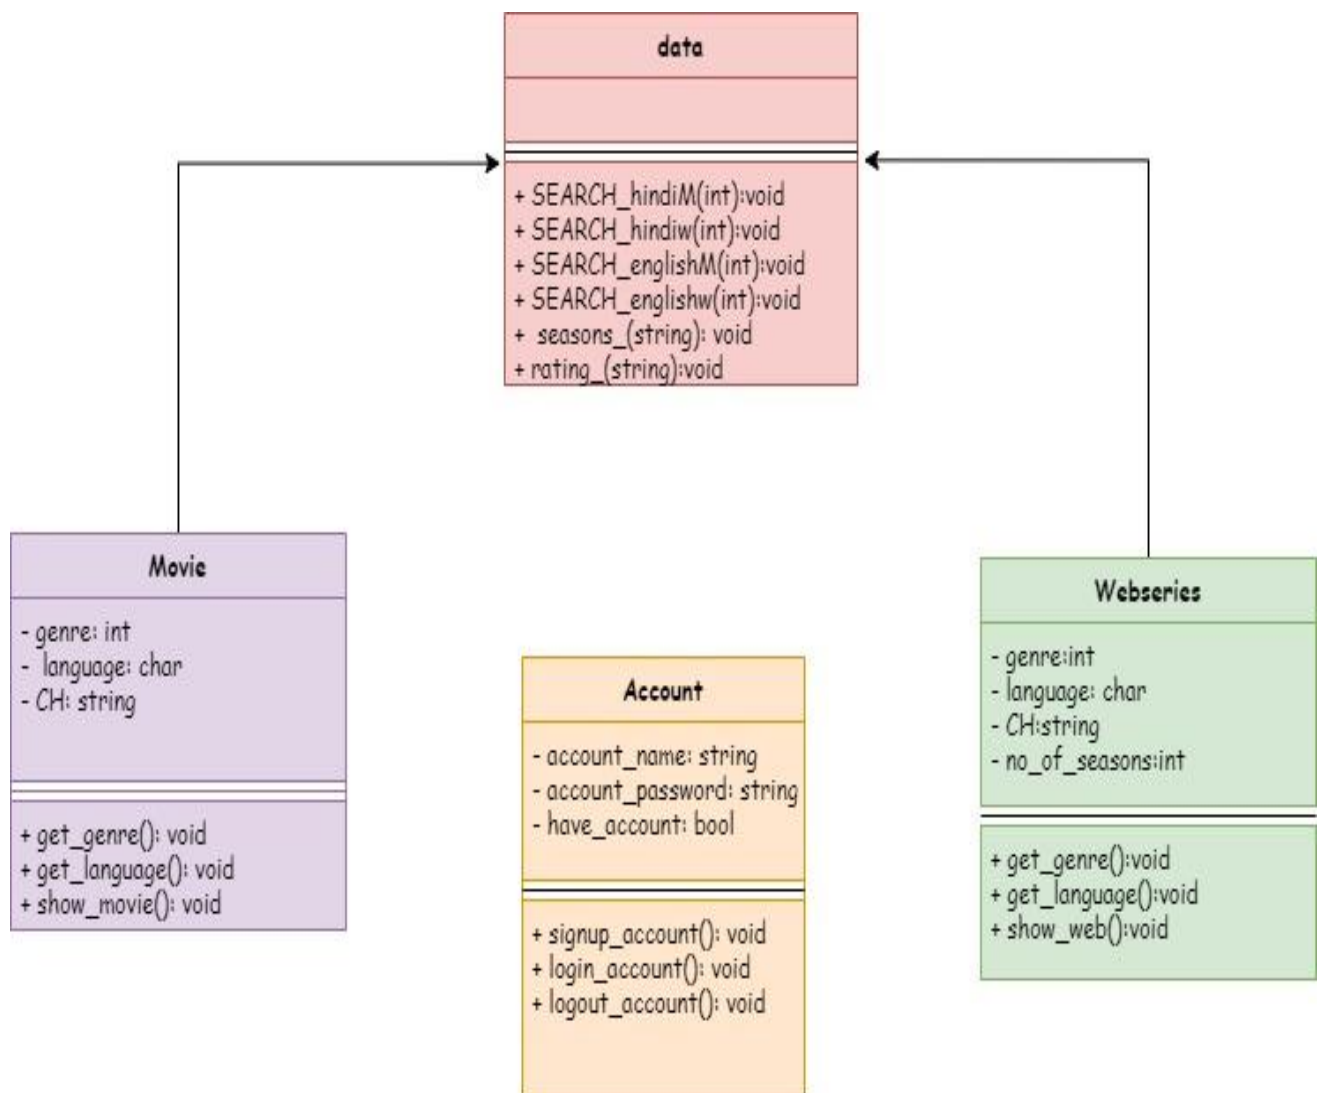 data
+ SEARCH_hindiM(int):void
+ SEARCH_hindiw(int):void
+ SEARCH_englishM(int):void
+ SEARCH_englishw(int):void
+ seasons_(string): void
+ rating_(string):void
Movie
- genre: int
- language: char
- CH: string
+ get_genre(): void
+ get_language(): void
+ show_movie(): void
Account
- account_name: string
- account_password: string
- have_account: bool
+ signup_account(): void
+ login_account(): void
+ logout_account(): void
Webseries
- genre:int
- language: char
- CH:string
- no_of_seasons:int
+ get_genre():void
+ get_language():void
+ show_web():void